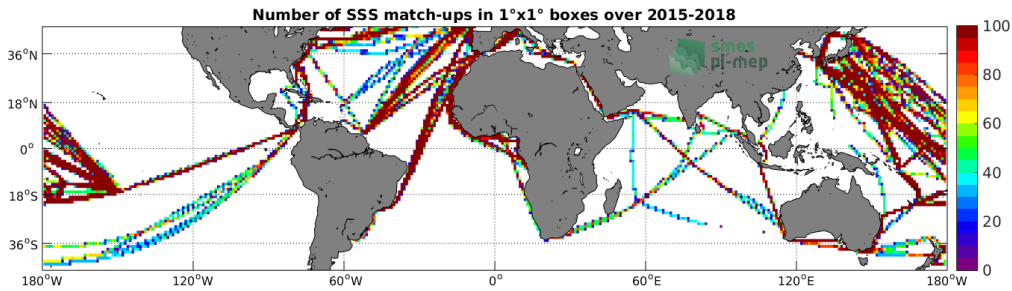 Number of SSS match-ups in 1°x1° boxes over 2015-2018
smos
pi-mep
36°N
18°N
0°
18°S
36°S
180°W
120°W
60°W
0°
60°E
120°E
180°W
100
80
60
40
20
0